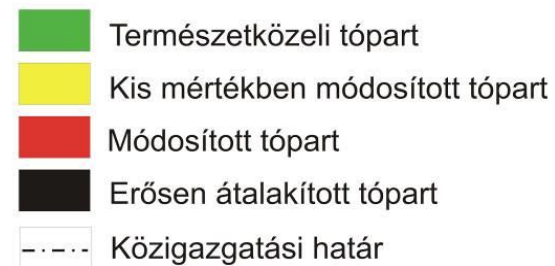 Természetközeli tópart
Kis mértékben módosított tópart
Módosított tópart
Erősen átalakított tópart
Közigazgatási határ